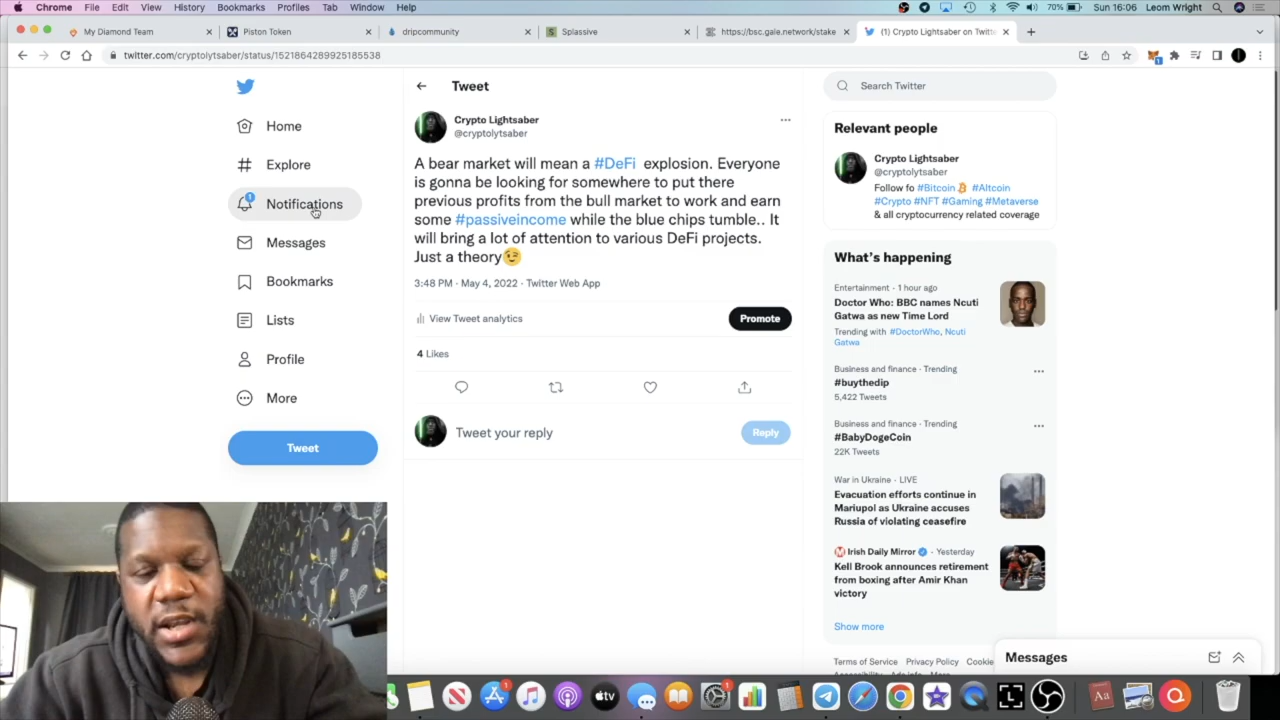 Chrome File Edit View History Bookmarks Profiles Tab Window Help
70% Sun 16:06 Leom Wright
My Diamond Team
Piston Token
dripcommunity
Splassive
https://bsc.gale.network/stake
(1) Crypto Lightsaber on Twitte
twitter.com/cryptolytsaber/status/1521864289925185538
1
Home
Explore
1
Notifications
Messages
Bookmarks
Lists
Profile
More
Tweet
Tweet
Crypto Lightsaber
@cryptolytsaber
A bear market will mean a #DeFi explosion. Everyone
is gonna be looking for somewhere to put there
previous profits from the bull market to work and earn
some #passiveincome while the blue chips tumble.. It
will bring a lot of attention to various DeFi projects.
Just a theory😉
3:48 PM · May 4, 2022 · Twitter Web App
View Tweet analytics
Promote
4 Likes
Tweet your reply
Reply
Search Twitter
Relevant people
Crypto Lightsaber
@cryptolytsaber
Follow fo #Bitcoin #Altcoin
#Crypto #NFT #Gaming #Metaverse
& all cryptocurrency related coverage
What's happening
Entertainment · 1 hour ago
Doctor Who: BBC names Ncuti
Gatwa as new Time Lord
Trending with #DoctorWho, Ncuti
Gatwa
Business and finance · Trending
#buythedip
5,422 Tweets
Business and finance · Trending
#BabyDogeCoin
22K Tweets
War in Ukraine · LIVE
Evacuation efforts continue in
Mariupol as Ukraine accuses
Russia of violating ceasefire
Irish Daily Mirror · Yesterday
Kell Brook announces retirement
from boxing after Amir Khan
victory
Show more
Terms of Service Privacy Policy Cookie
Messages
1
1
tv
Aa